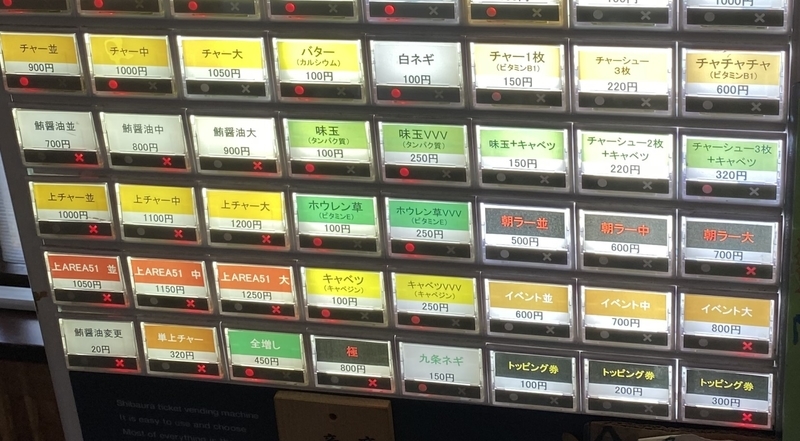 1000円
チャー並
900円
チャー中
1000円
チャー大
1050円
バター
(カルシウム)
100円
白ネギ
100円
チャー1枚
(ビタミンB1)
150円
チャーシュー
3枚
220円
チャチャチャ
(ビタミンB1)
600円
鮪醤油並
700円
鮪醤油中
800円
鮪醤油大
900円
味玉
(タンパク質)
100円
味玉VVV
(タンパク質)
250円
味玉+キャベツ
150円
チャーシュー2枚
+キャベツ
220円
チャーシュー3枚
+キャベツ
320円
上チャー並
1000円
上チャー中
1100円
上チャー大
1200円
ホウレン草
(ビタミンE)
100円
ホウレン草VVV
(ビタミンE)
250円
朝ラー並
500円
朝ラー中
600円
朝ラー大
700円
上AREA51 並
1050円
上AREA51 中
1150円
上AREA51 大
1250円
キャベツ
(キャベジン)
100円
キャベツVVV
(キャベジン)
250円
イベント並
600円
イベント中
700円
イベント大
800円
鮪醤油変更
20円
単上チャー
320円
全増し
450円
極
800円
九条ネギ
150円
トッピング券
100円
トッピング券
200円
トッピング券
300円
Shibaura ticket vending machine
It is easy to use and choose